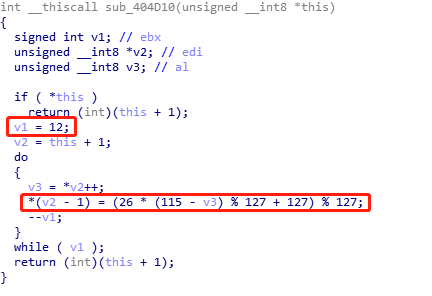 int __thiscall sub_404D10(unsigned __int8 *this)
{
signed int v1; // ebx
unsigned __int8 *v2; // edi
unsigned __int8 v3; // al
if ( *this )
return (int)(this + 1);
v1 = 12;
v2 = this + 1;
do
{
v3 = *v2++;
*(v2 - 1) = (26 * (115 - v3) % 127 + 127) % 127;
--v1;
}
while ( v1 );
return (int)(this + 1);
}